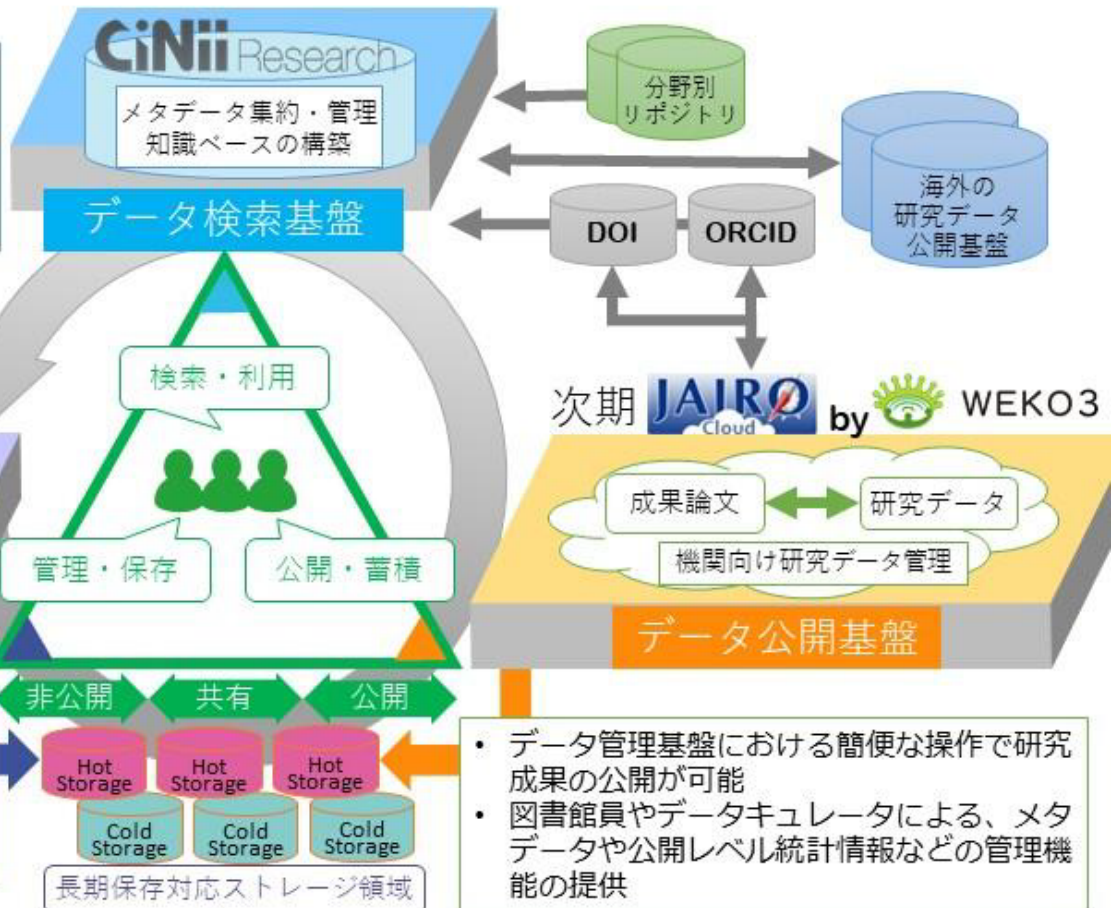 CiNii Research
メタデータ集約・管理
知識ベースの構築
データ検索基盤
分野別
リポジトリ
海外の
研究データ
公開基盤
DOI
ORCID
検索・利用
管理・保存
公開・蓄積
次期 JAIRO Cloud by WEKO3
成果論文
研究データ
機関向け研究データ管理
データ公開基盤
非公開
共有
公開
Hot
Storage
Hot
Storage
Hot
Storage
Cold
Storage
Cold
Storage
Cold
Storage
長期保存対応ストレージ領域
• データ管理基盤における簡便な操作で研究
成果の公開が可能
• 図書館員やデータキュレータによる、メタ
データや公開レベル統計情報などの管理機
能の提供